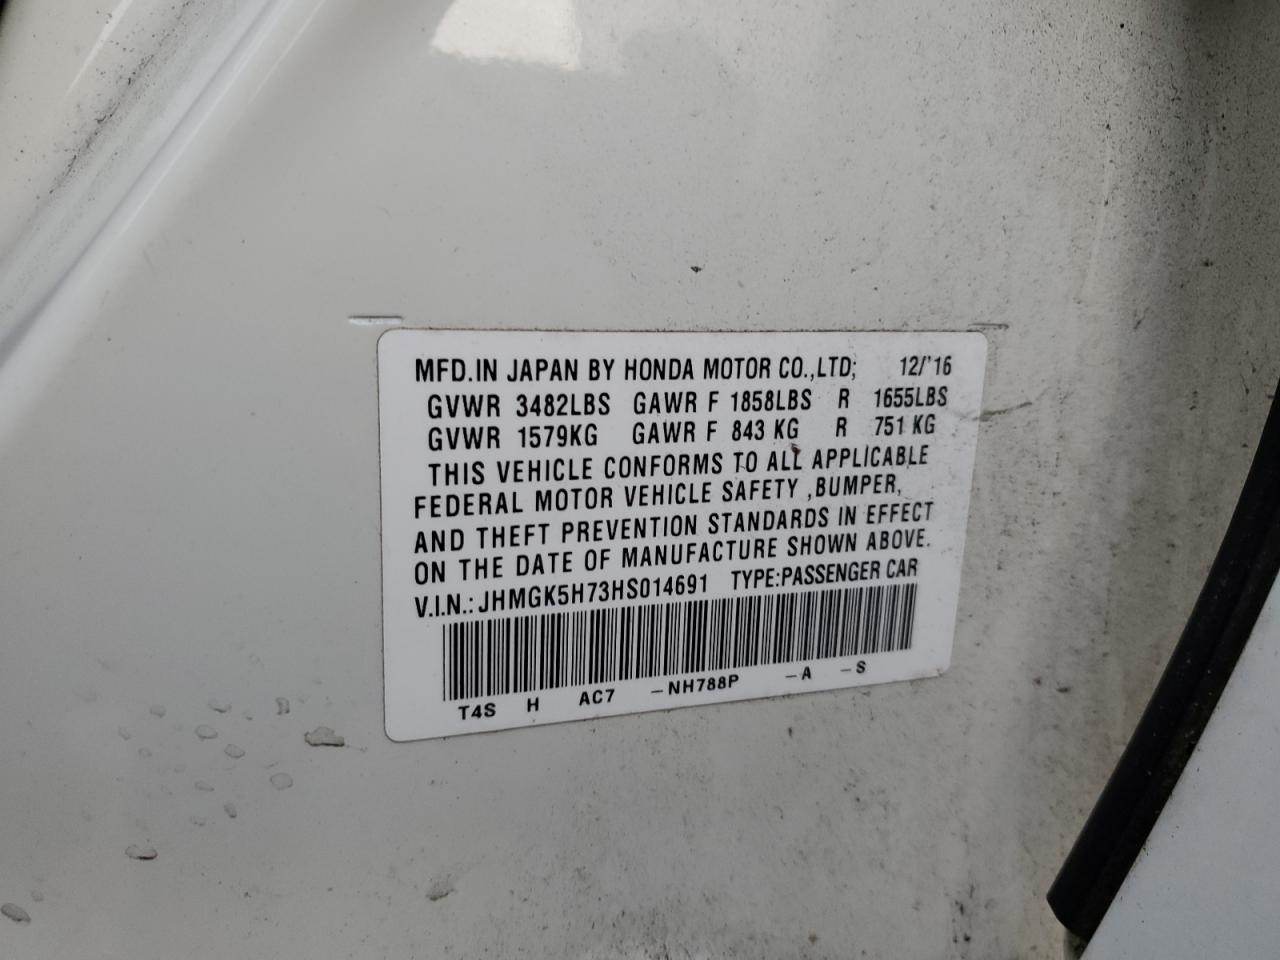 MFD.IN JAPAN BY HONDA MOTOR CO.,LTD; 12/'16
GVWR 3482LBS GAWR F 1858LBS R 1655LBS
GVWR 1579KG GAWR F 843 KG R 751 KG
THIS VEHICLE CONFORMS TO ALL APPLICABLE
FEDERAL MOTOR VEHICLE SAFETY ,BUMPER,
AND THEFT PREVENTION STANDARDS IN EFFECT
ON THE DATE OF MANUFACTURE SHOWN ABOVE.
V.I.N.: JHMGK5H73HS014691 TYPE:PASSENGER CAR
T4S H AC7 -NH788P -A -S